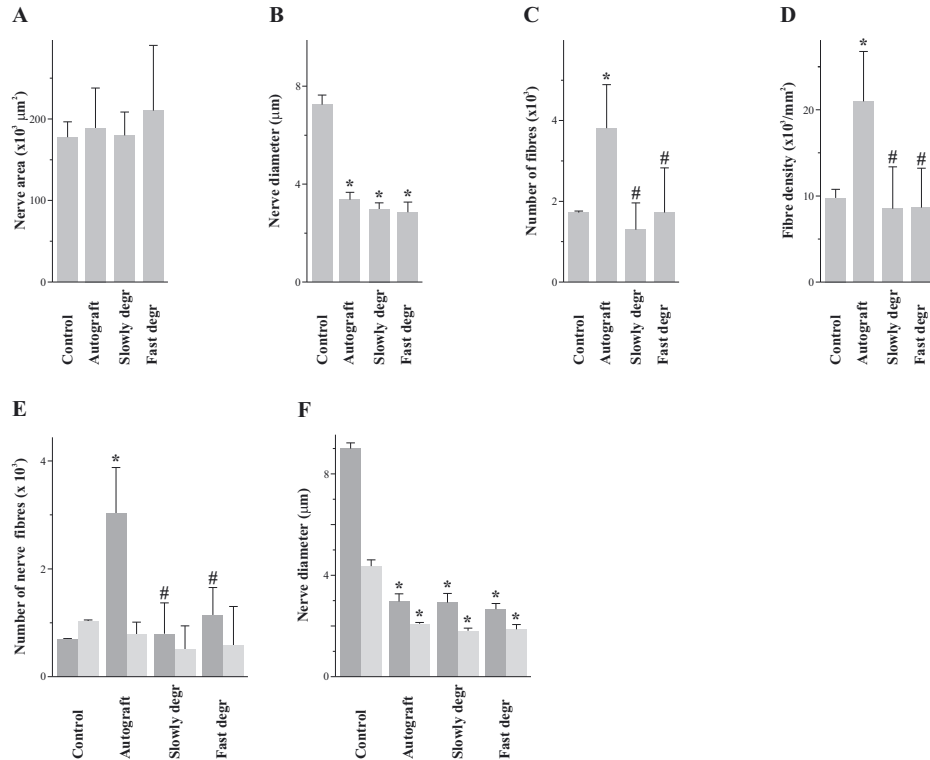 A
Nerve area (x10³ μm²)
200
100
0
Control
Autograft
Slowly degr
Fast degr
B
Nerve diameter (μm)
8
4
0
*
*
*
Control
Autograft
Slowly degr
Fast degr
C
Number of fibres (x10³)
4
2
0
*
#
#
Control
Autograft
Slowly degr
Fast degr
D
Fibre density (x10³/mm²)
20
10
0
*
#
#
Control
Autograft
Slowly degr
Fast degr
E
Number of nerve fibres (x 10³)
4
2
0
*
#
#
Control
Autograft
Slowly degr
Fast degr
F
Nerve diameter (μm)
8
4
0
*
*
*
*
*
*
Control
Autograft
Slowly degr
Fast degr